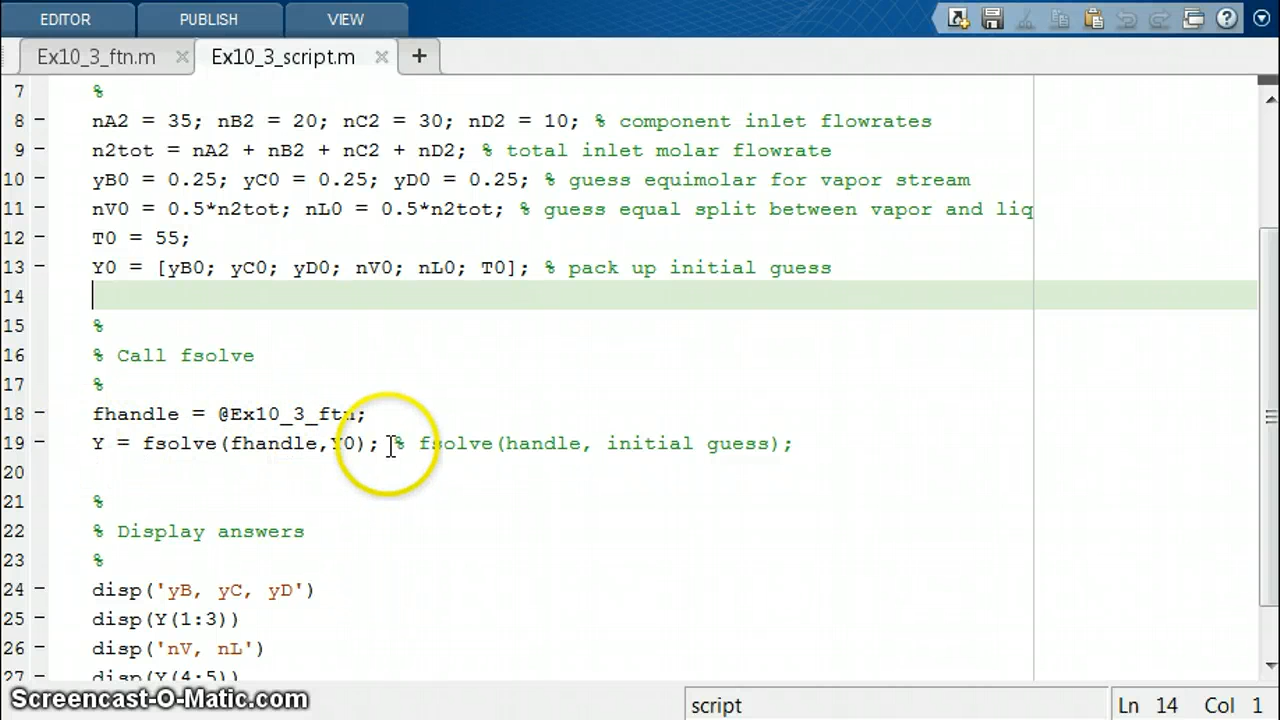 EDITOR PUBLISH VIEW
Ex10_3_ftn.m Ex10_3_script.m +
7 %
8 - nA2 = 35; nB2 = 20; nC2 = 30; nD2 = 10; % component inlet flowrates
9 - n2tot = nA2 + nB2 + nC2 + nD2; % total inlet molar flowrate
10 - yB0 = 0.25; yC0 = 0.25; yD0 = 0.25; % guess equimolar for vapor stream
11 - nV0 = 0.5*n2tot; nL0 = 0.5*n2tot; % guess equal split between vapor and liq
12 - T0 = 55;
13 - Y0 = [yB0; yC0; yD0; nV0; nL0; T0]; % pack up initial guess
14
15 %
16 % Call fsolve
17 %
18 - fhandle = @Ex10_3_ftn;
19 - Y = fsolve(fhandle,Y0); % fsolve(handle, initial guess);
20
21 %
22 % Display answers
23 %
24 - disp('yB, yC, yD')
25 - disp(Y(1:3))
26 - disp('nV, nL')
27 - disp(Y(4:5))
Screencast-O-Matic.com script Ln 14 Col 1